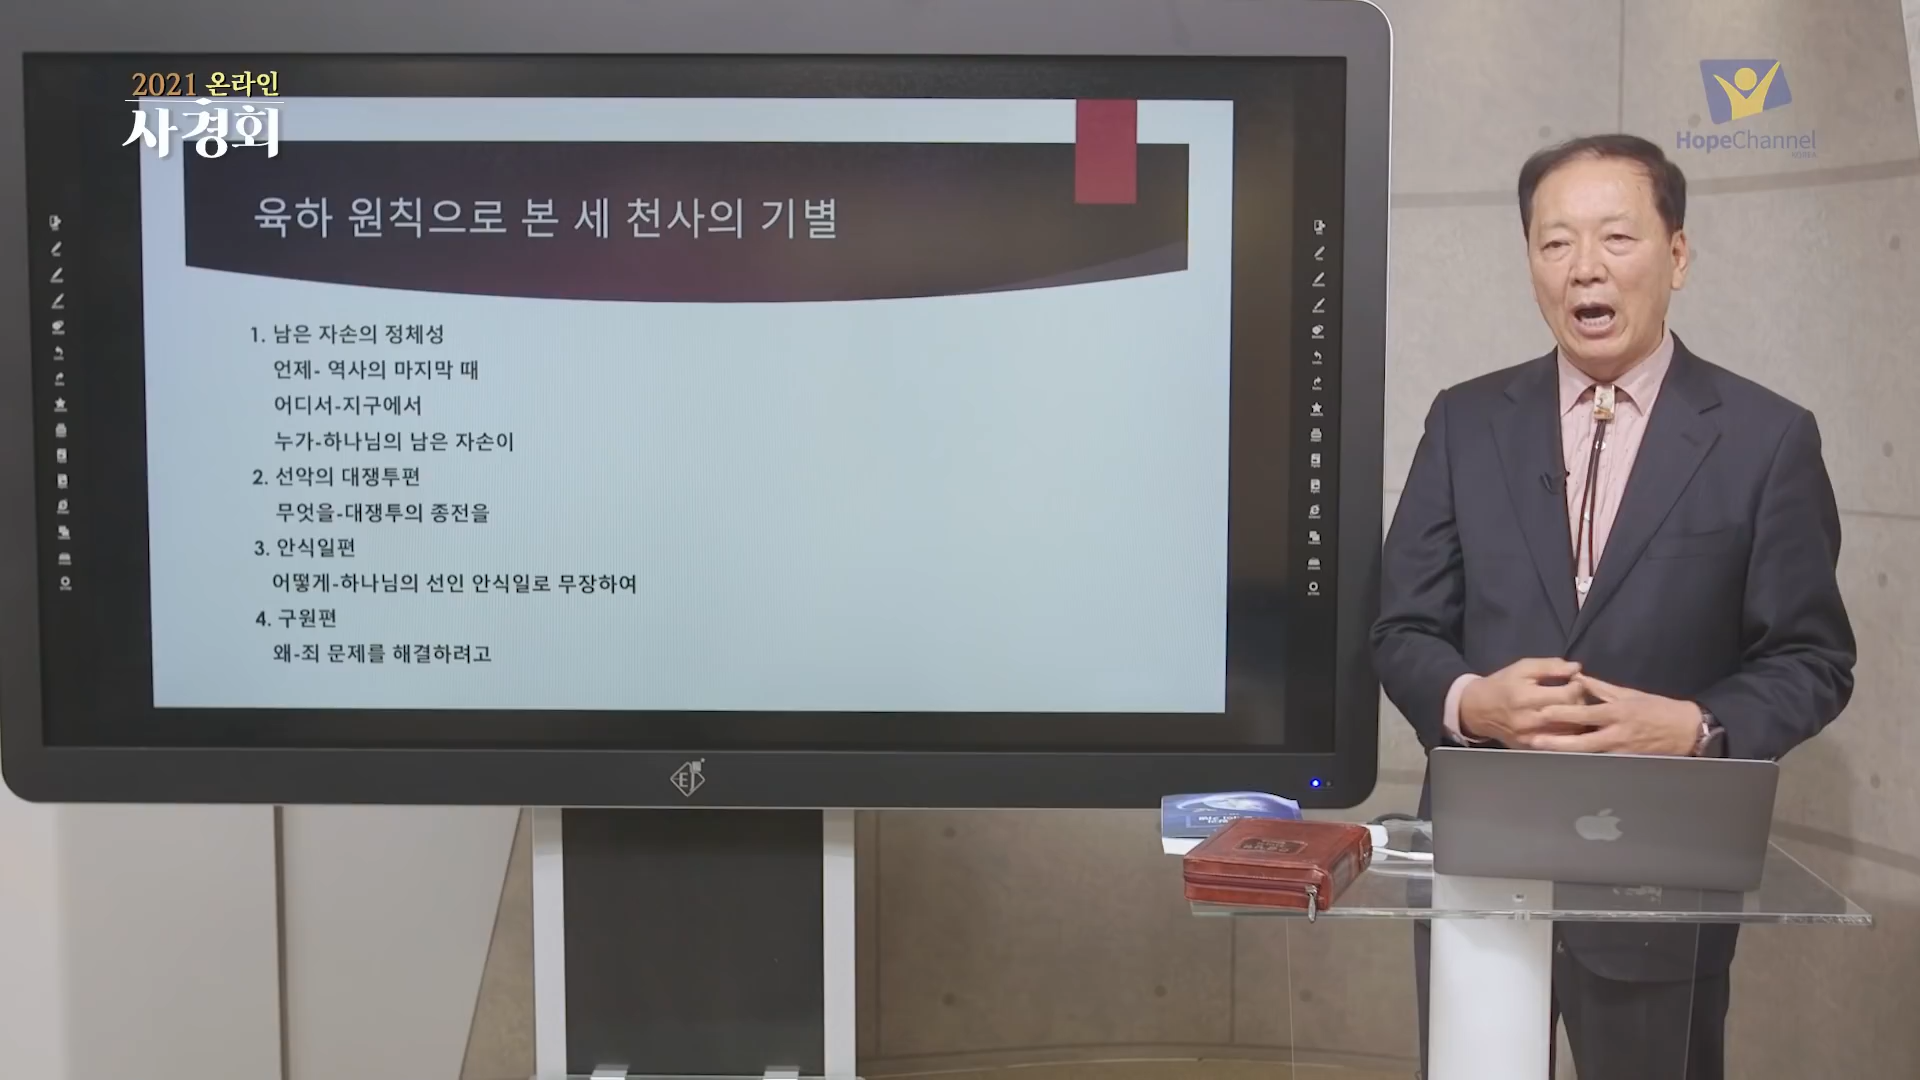 2021 온라인
사경회
HopeChannel
KOREA
육하 원칙으로 본 세 천사의 기별
1. 남은 자손의 정체성
언제- 역사의 마지막 때
어디서-지구에서
누가-하나님의 남은 자손이
2. 선악의 대쟁투편
무엇을-대쟁투의 종전을
3. 안식일편
어떻게-하나님의 선인 안식일로 무장하여
4. 구원편
왜-죄 문제를 해결하려고